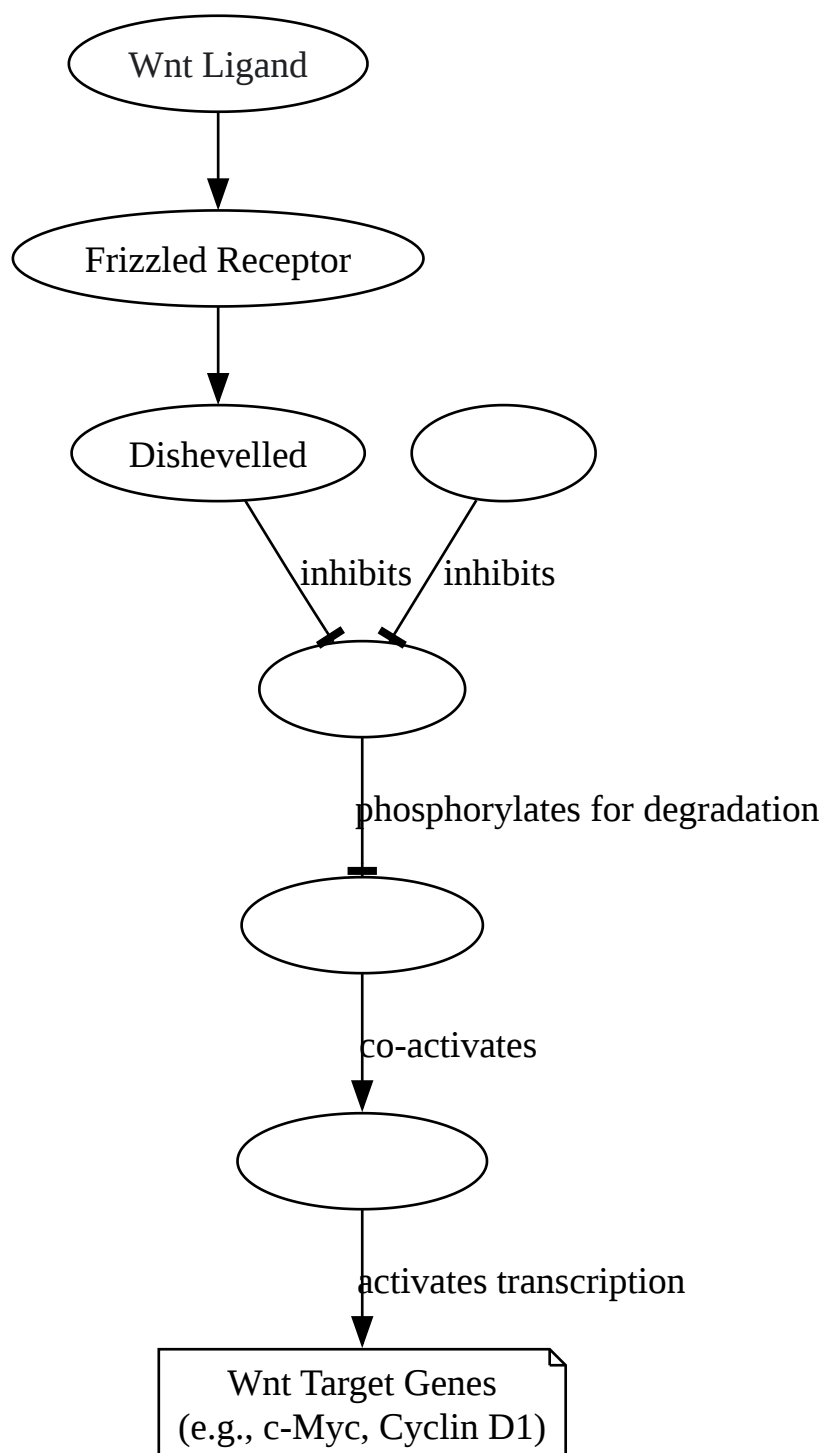 Wnt Ligand
Frizzled Receptor
Dishevelled
inhibits
inhibits
phosphorylates for degradation
co-activates
activates transcription
Wnt Target Genes
(e.g., c-Myc, Cyclin D1)